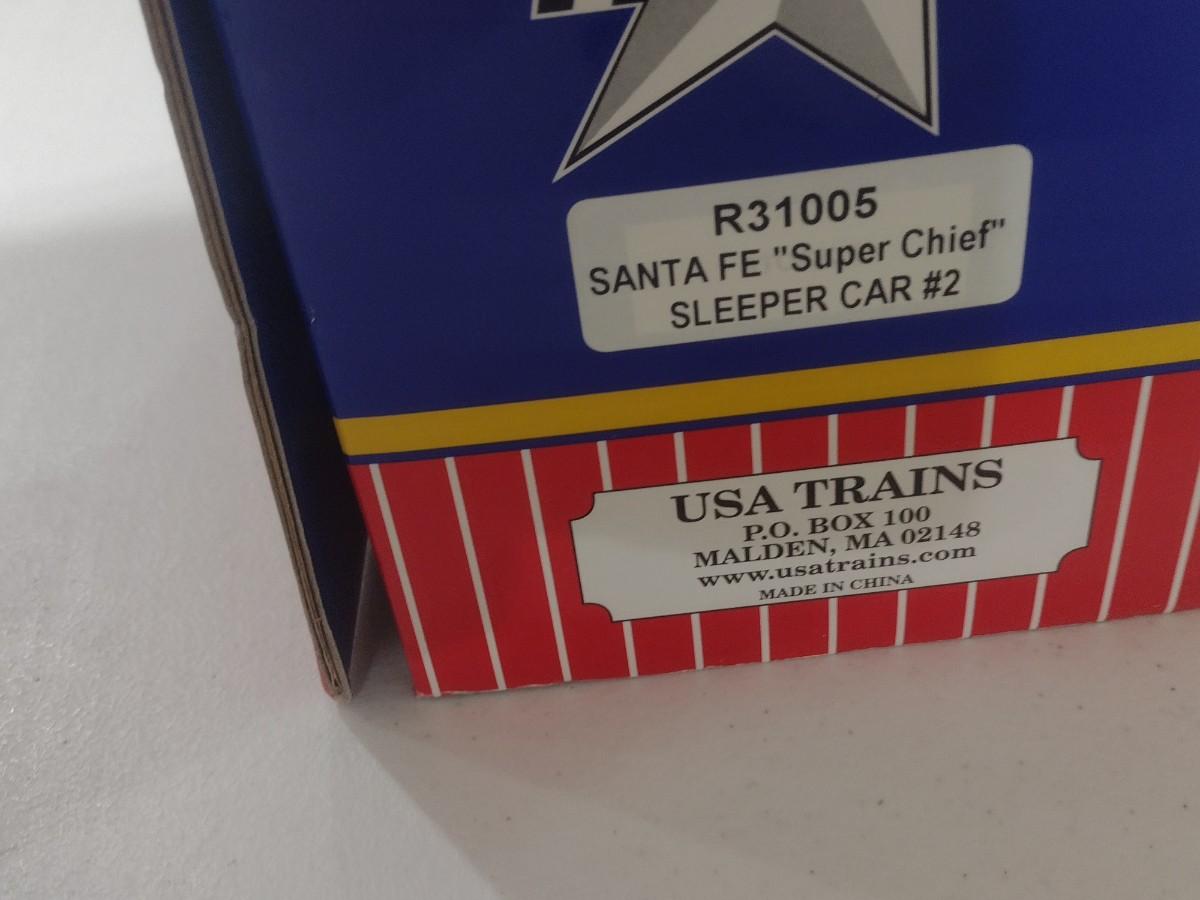 R31005
SANTA FE "Super Chief"
SLEEPER CAR #2
USA TRAINS
P.O. BOX 100
MALDEN, MA 02148
www.usatrains.com
MADE IN CHINA